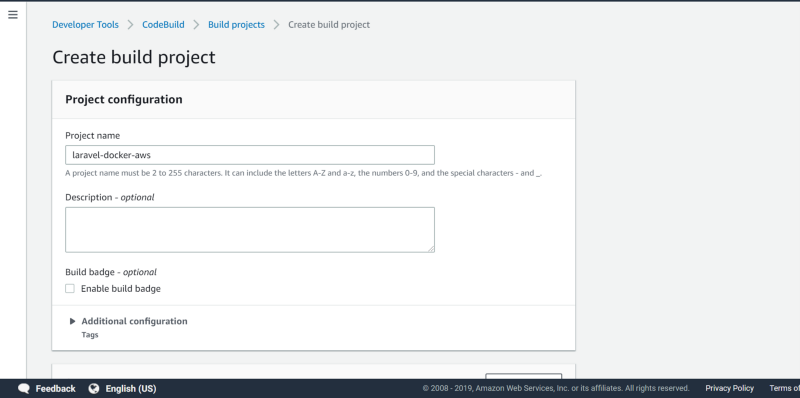 Developer Tools > CodeBuild > Build projects > Create build project
Create build project
Project configuration
Project name
laravel-docker-aws
A project name must be 2 to 255 characters. It can include the letters A-Z and a-z, the numbers 0-9, and the special characters - and _.
Description - optional
Build badge - optional
Enable build badge
Additional configuration
Tags
Feedback English (US) © 2008 - 2019, Amazon Web Services, Inc. or its affiliates. All rights reserved. Privacy Policy Terms of